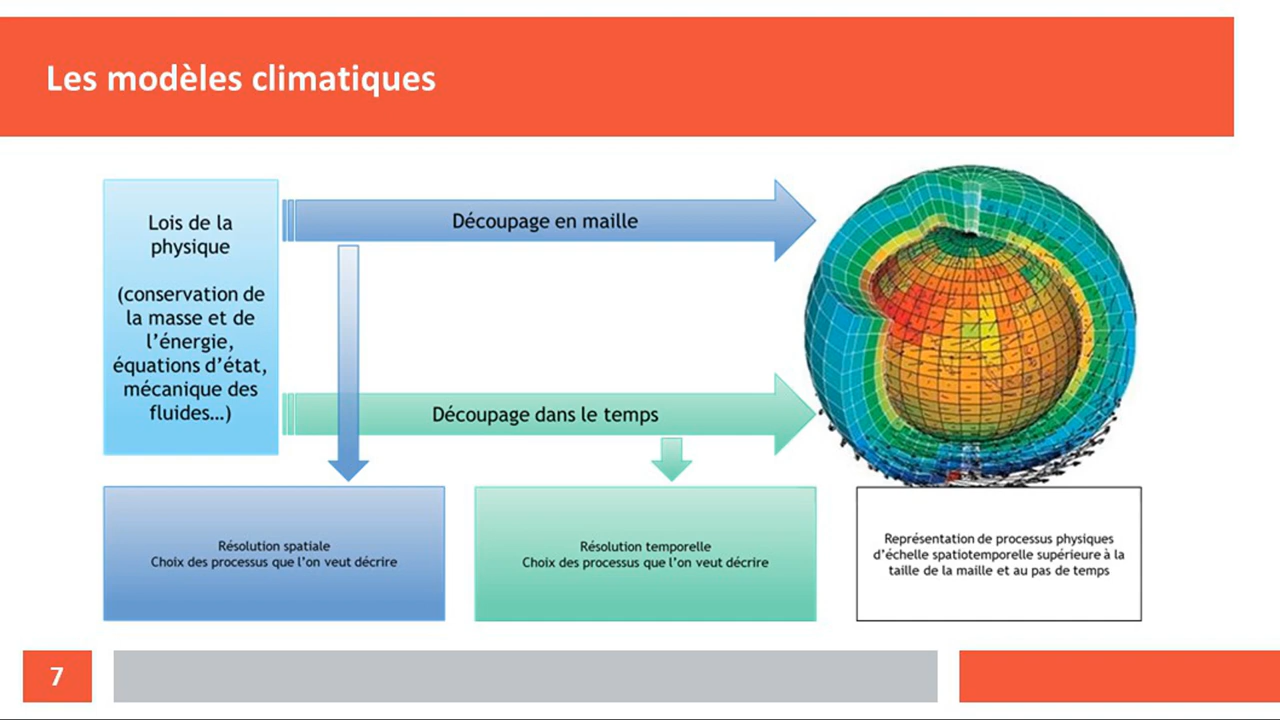 Les modèles climatiques
Lois de la
physique
(conservation de
la masse et de
l’énergie,
équations d’état,
mécanique des
fluides…)
Découpage en maille
Découpage dans le temps
Résolution spatiale
Choix des processus que l’on veut décrire
Résolution temporelle
Choix des processus que l’on veut décrire
Représentation de processus physiques
d’échelle spatiotemporelle supérieure à la
taille de la maille et au pas de temps
7